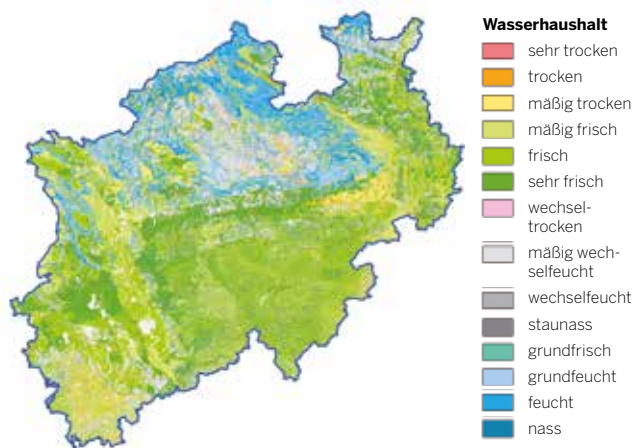 Wasserhaushalt
sehr trocken
trocken
mäßig trocken
mäßig frisch
frisch
sehr frisch
wechsel-
trocken
mäßig wech-
selfeucht
wechselfeucht
staunass
grundfrisch
grundfeucht
feucht
nass